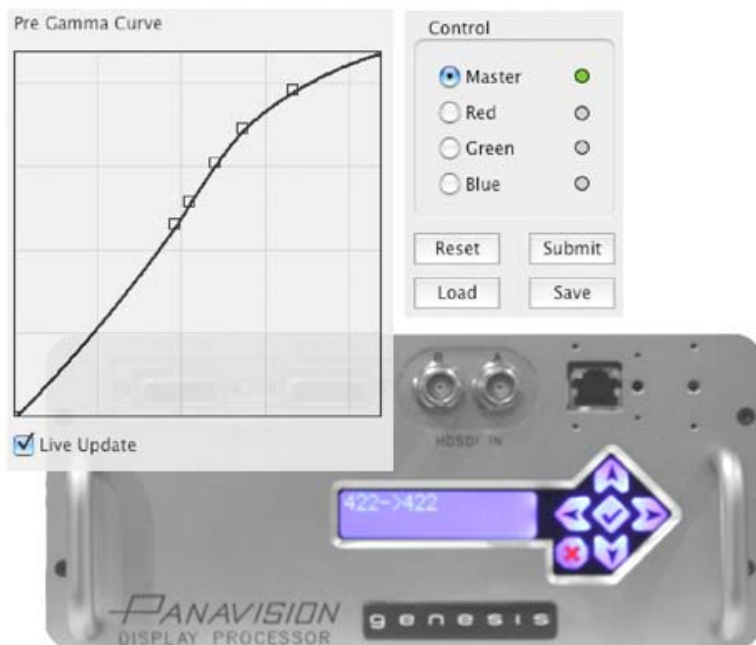 Pre Gamma Curve
Live Update
Control
Master
Red
Green
Blue
Reset
Submit
Load
Save
B
A
HDSDI IN
422->422
PANAVISION
DISPLAY PROCESSOR
genesis